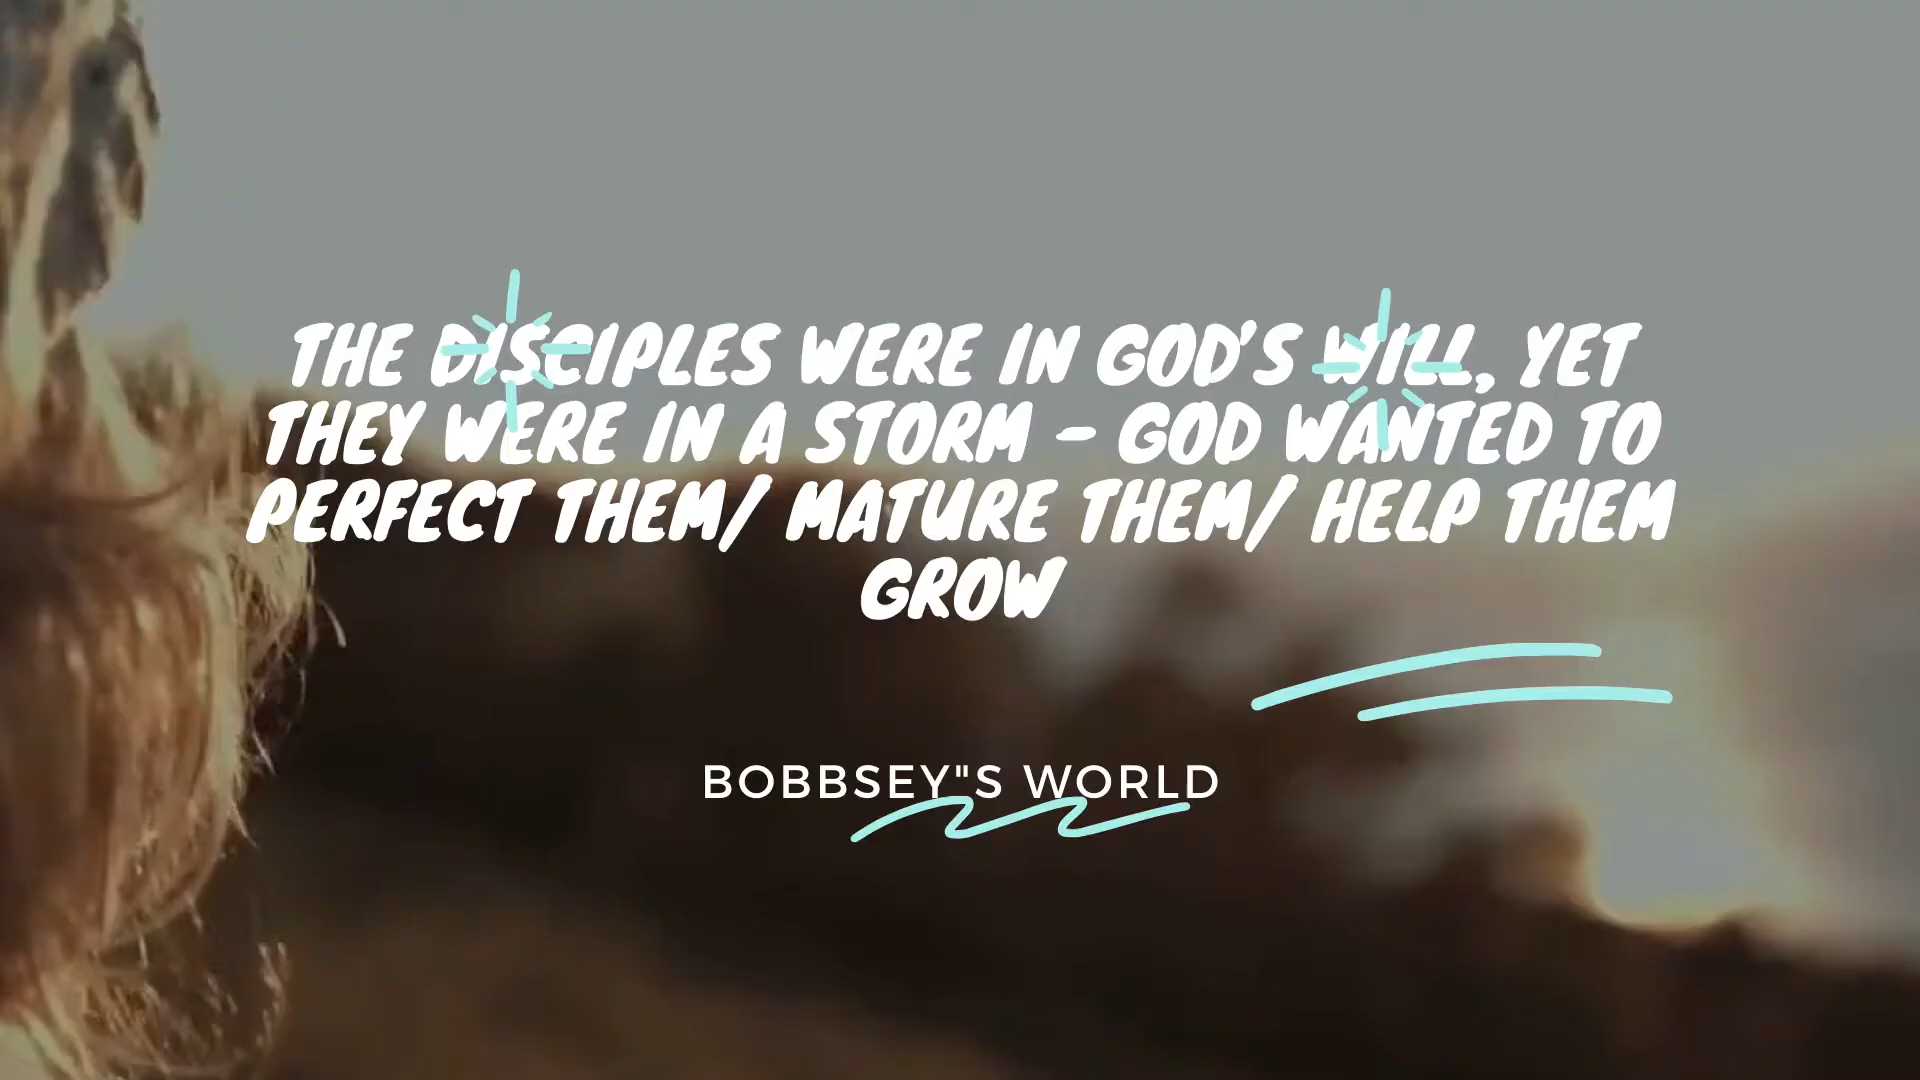 THE DISCIPLES WERE IN GOD'S WILL, YET
THEY WERE IN A STORM - GOD WANTED TO
PERFECT THEM/ MATURE THEM/ HELP THEM
GROW
BOBBSEY"S WORLD